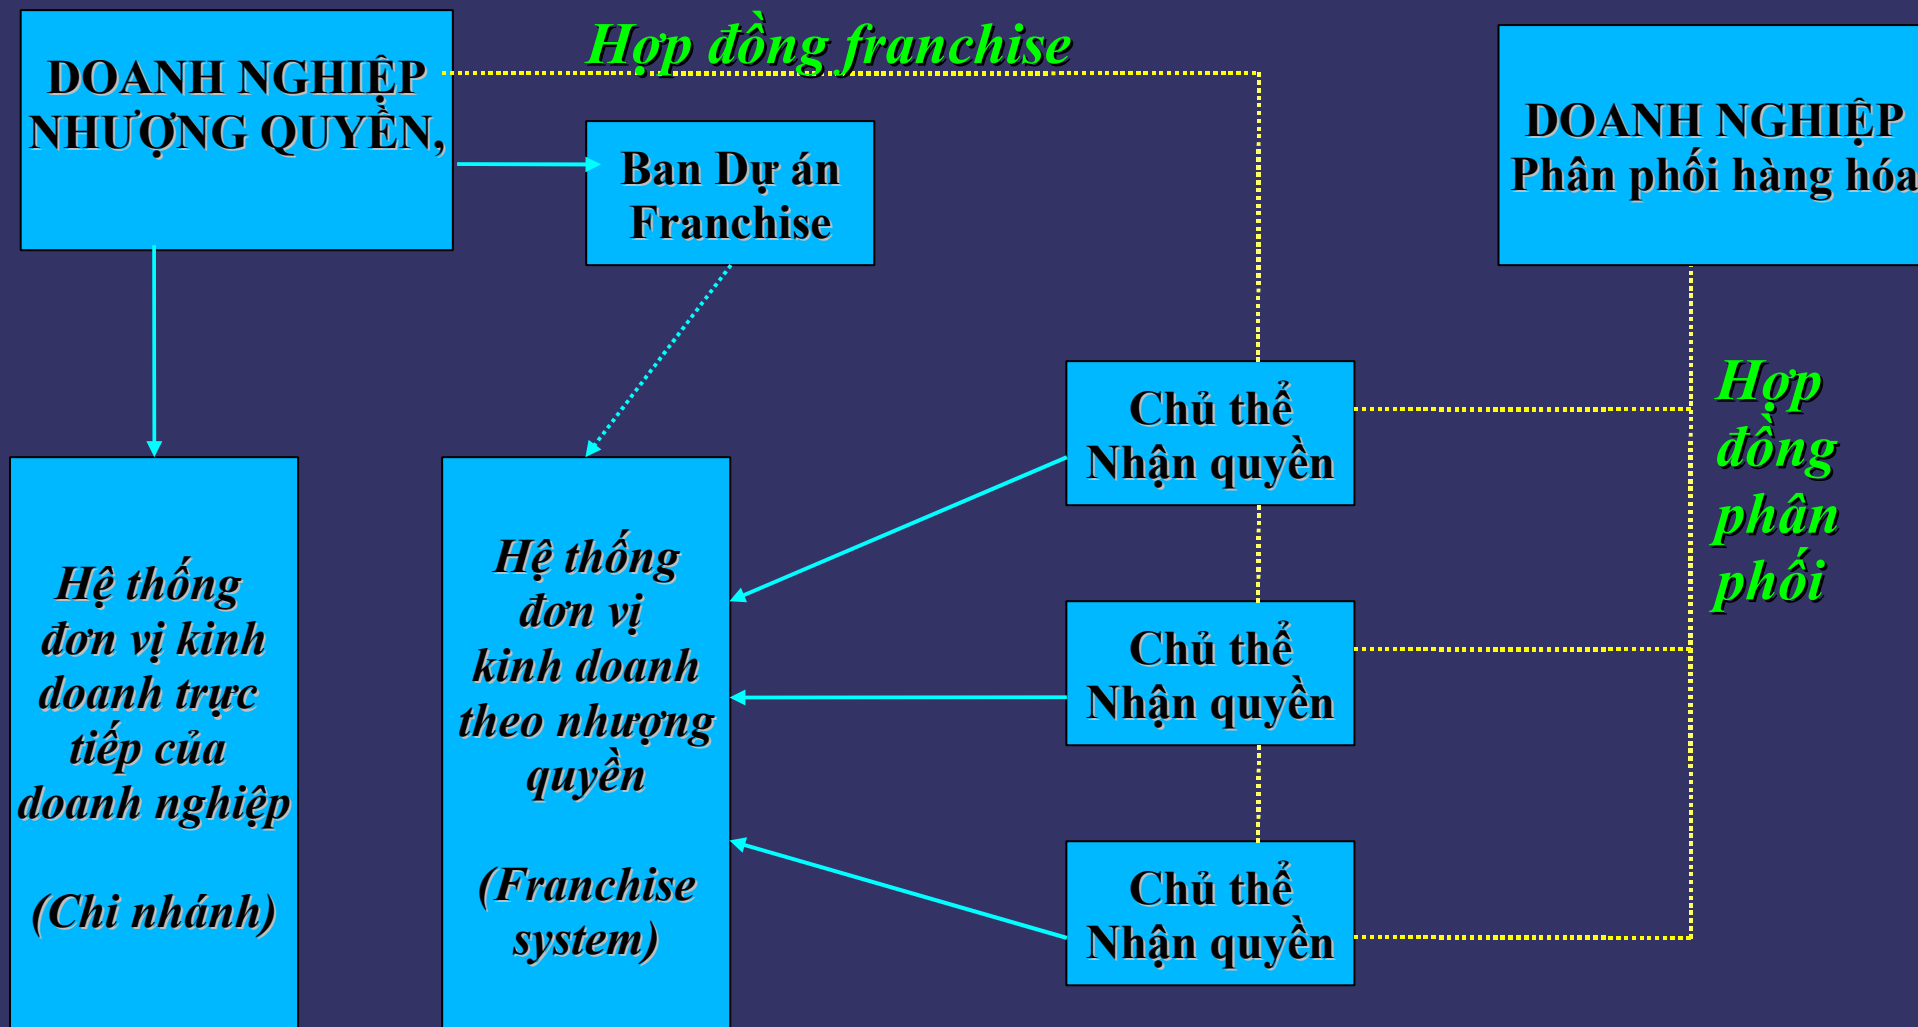 Hợp đồng franchise
DOANH NGHIỆP
NHƯỢNG QUYỀN,
Ban Dự án
Franchise
DOANH NGHIỆP
Phân phối hàng hóa
Chủ thể
Nhận quyền
Hợp
đồng
phân
phối
Hệ thống
đơn vị kinh
doanh trực
tiếp của
doanh nghiệp
(Chi nhánh)
Hệ thống
đơn vị
kinh doanh
theo nhượng
quyền
(Franchise
system)
Chủ thể
Nhận quyền
Chủ thể
Nhận quyền